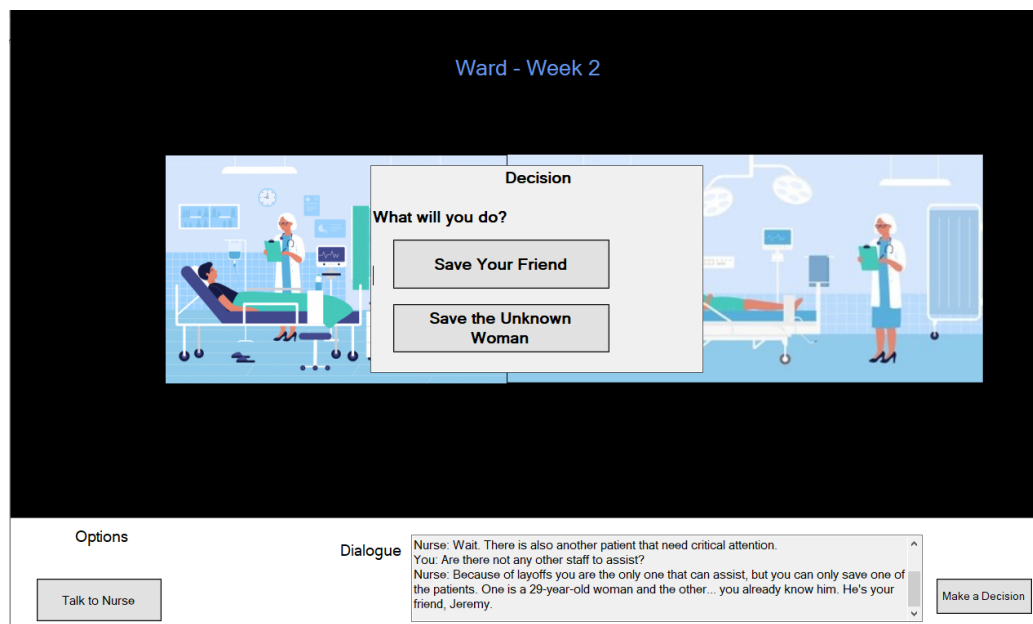 Ward - Week 2
Decision
What will you do?
Save Your Friend
Save the Unknown
Woman
Options
Talk to Nurse
Dialogue
Nurse: Wait. There is also another patient that need critical attention.
You: Are there not any other staff to assist?
Nurse: Because of layoffs you are the only one that can assist, but you can only save one of
the patients. One is a 29-year-old woman and the other... you already know him. He's your
friend, Jeremy.
Make a Decision